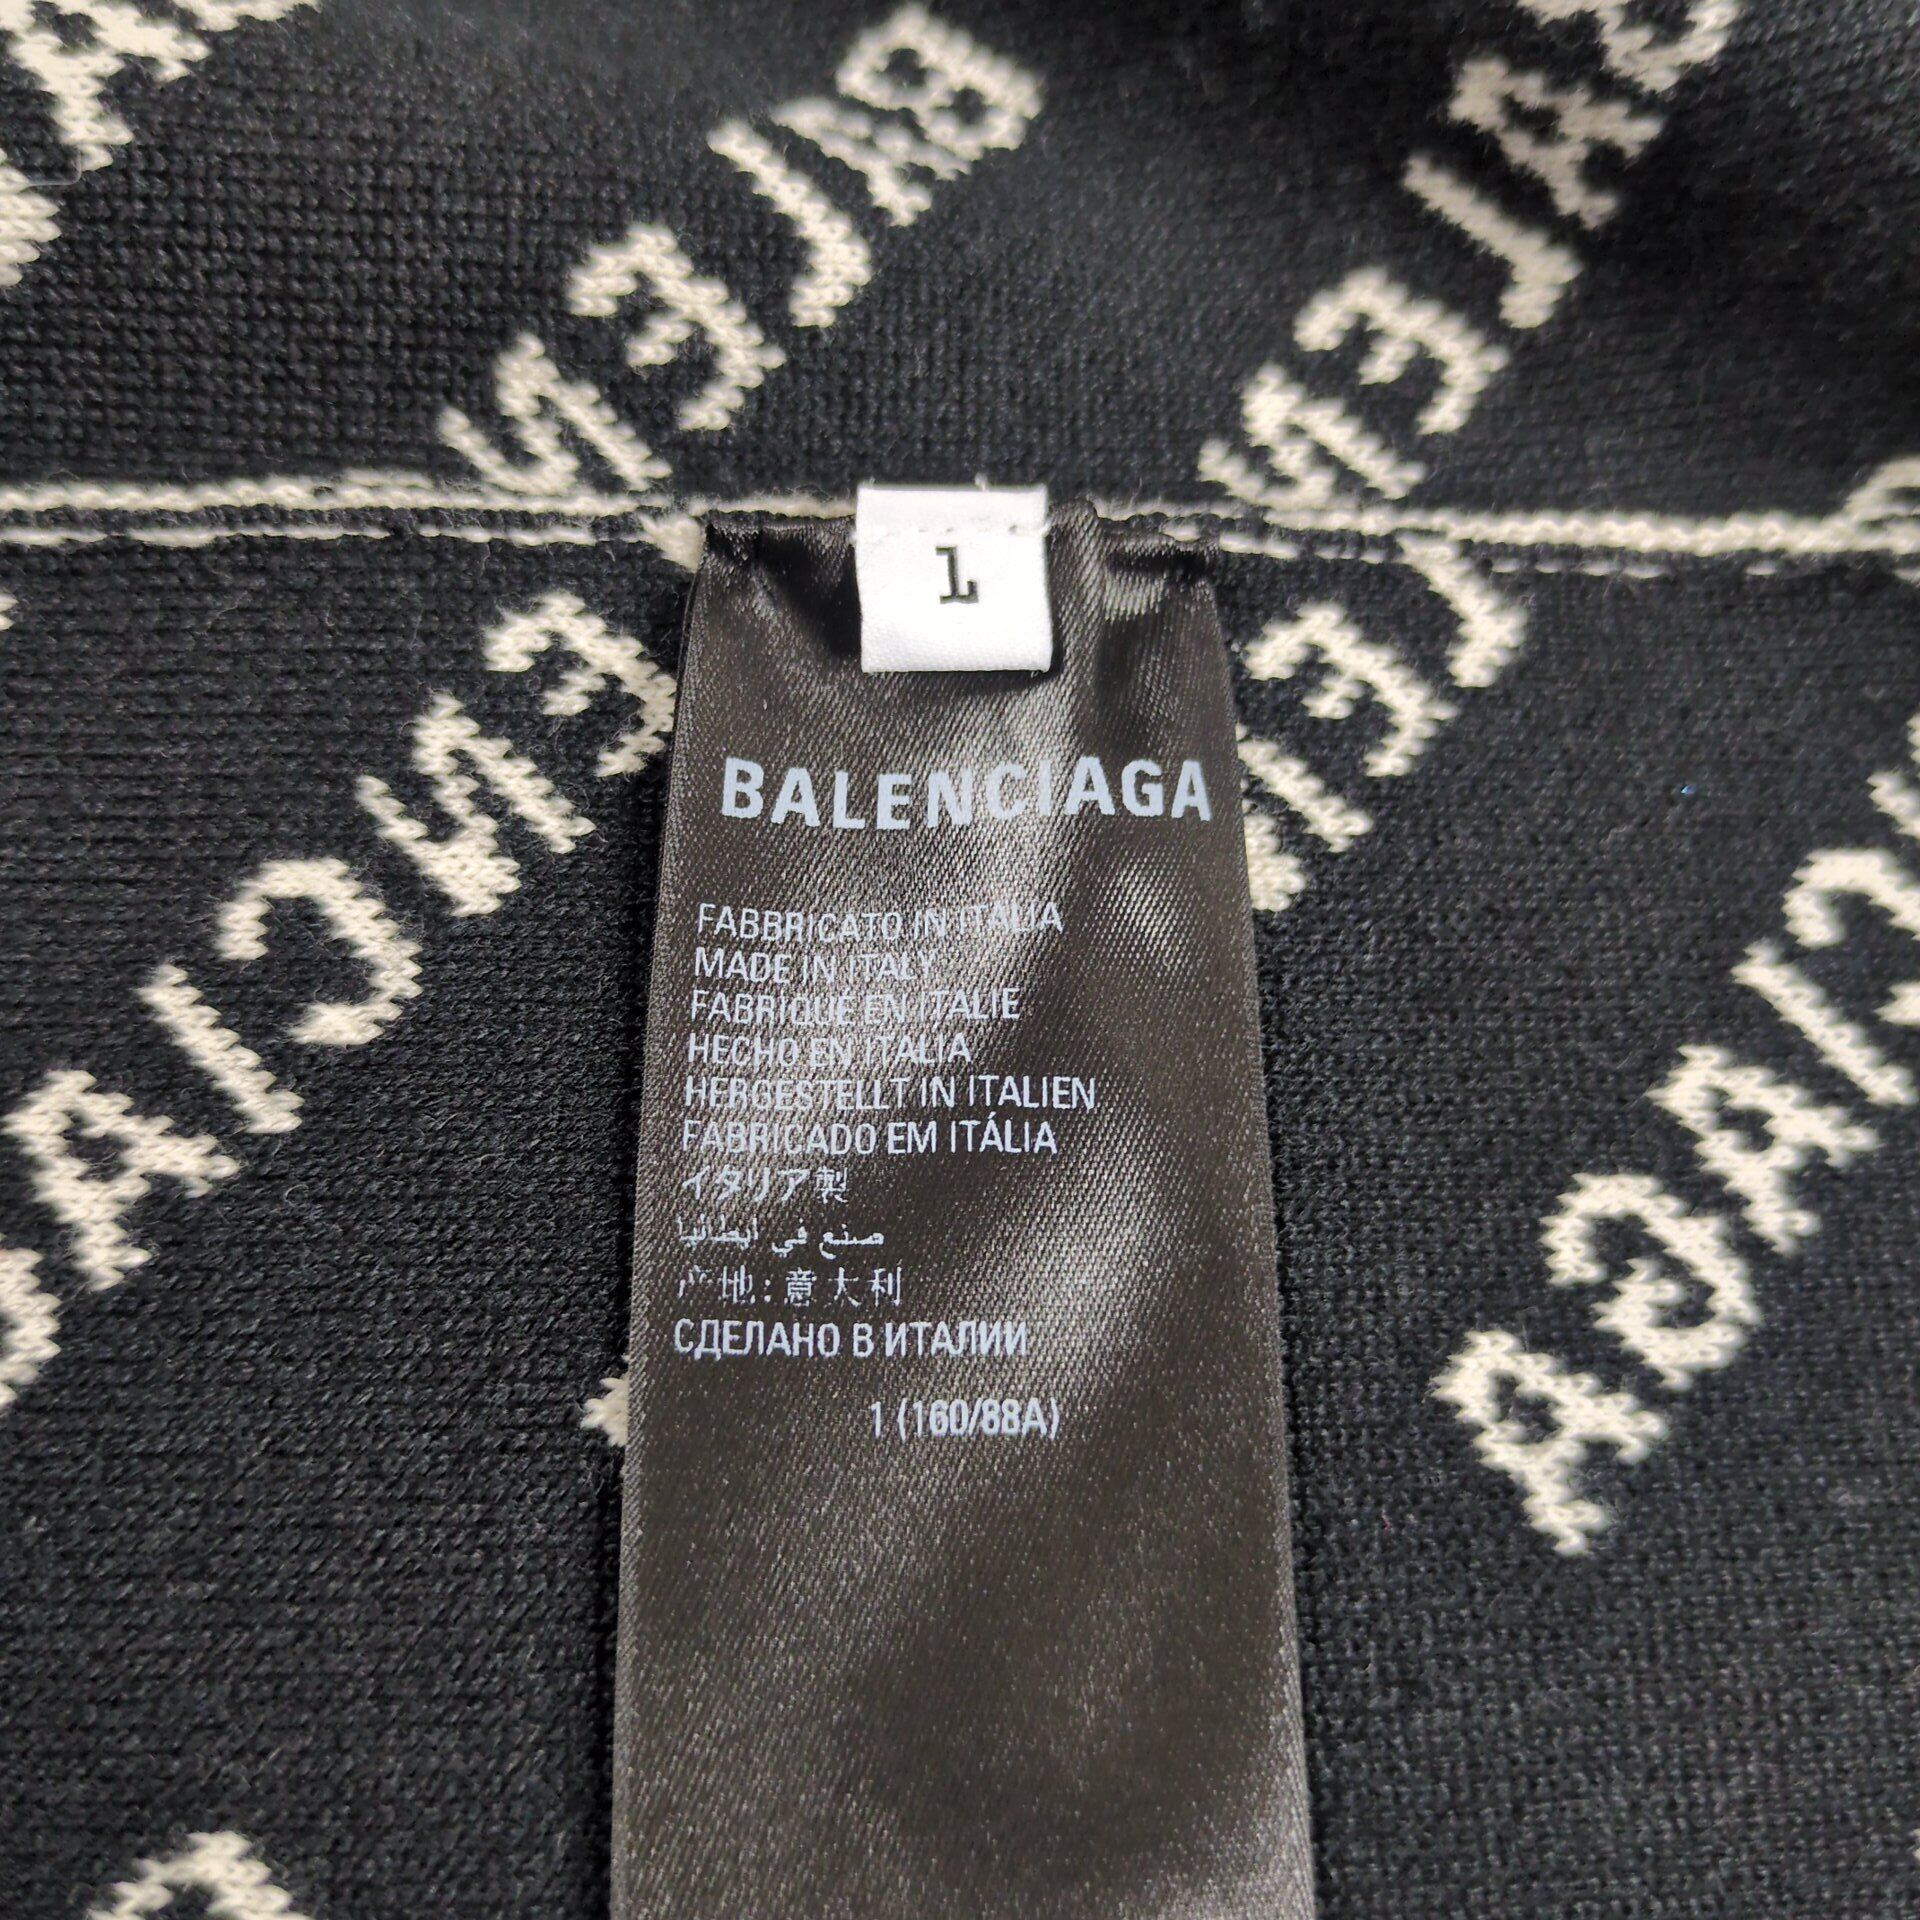 1
BALENCIAGA
FABBRICATO IN ITALIA
MADE IN ITALY
FABRIQUÉ EN ITALIE
HECHO EN ITALIA
HERGESTELLT IN ITALIEN
FABRICADO EM ITÁLIA
イタリア製
صنع في ايطاليا
产地:意大利
СДЕЛАНО В ИТАЛИИ
1 (160/88A)